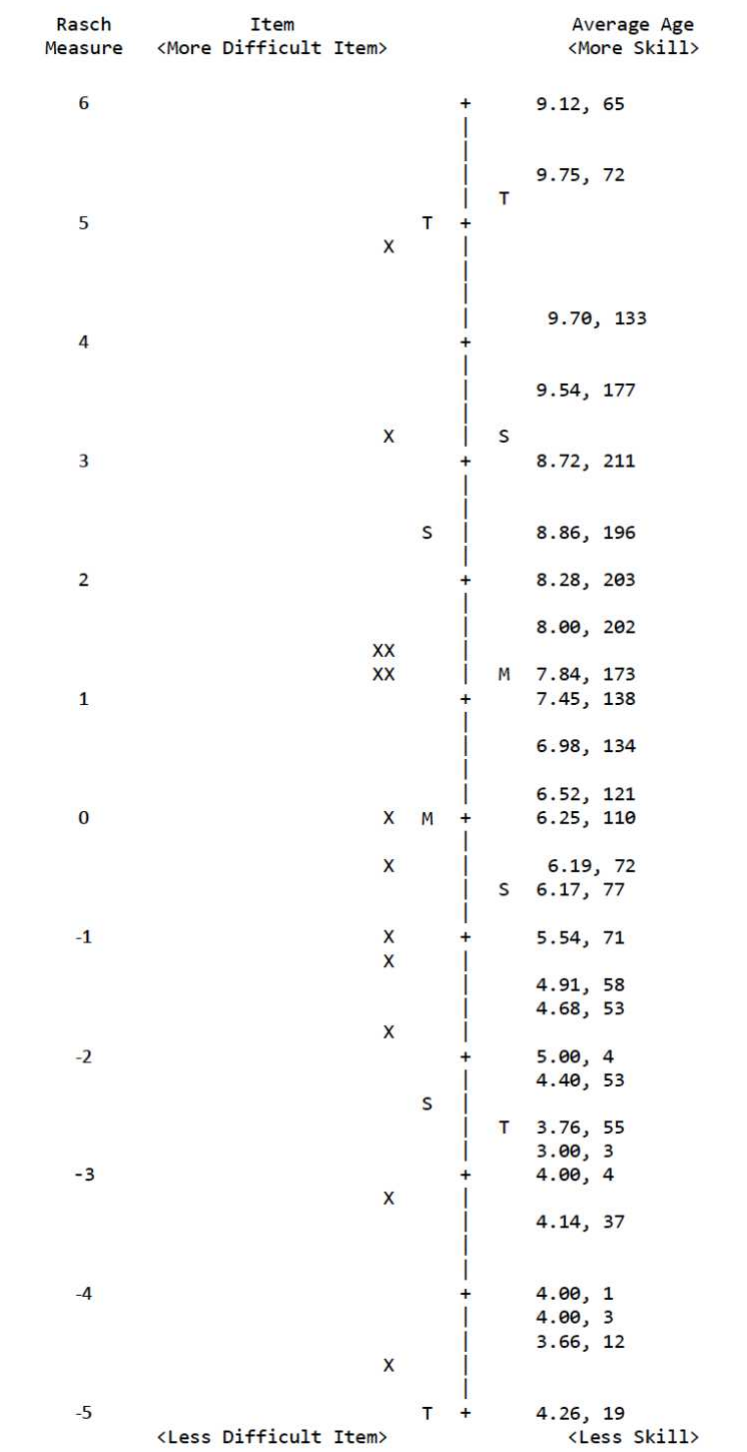 Rasch Item Average Age
Measure <More Difficult Item> <More Skill>
6 + 9.12, 65
|
|
| 9.75, 72
| T
5 T +
X |
|
|
| 9.70, 133
4 +
|
| 9.54, 177
|
X | S
3 + 8.72, 211
|
|
S | 8.86, 196
|
2 + 8.28, 203
|
| 8.00, 202
XX |
XX | M 7.84, 173
1 + 7.45, 138
|
| 6.98, 134
|
| 6.52, 121
0 X M + 6.25, 110
|
X | 6.19, 72
| S 6.17, 77
|
-1 X + 5.54, 71
X |
| 4.91, 58
| 4.68, 53
X |
-2 + 5.00, 4
| 4.40, 53
S |
| T 3.76, 55
| 3.00, 3
-3 + 4.00, 4
X |
| 4.14, 37
|
|
-4 + 4.00, 1
| 4.00, 3
| 3.66, 12
X |
|
-5 T + 4.26, 19
<Less Difficult Item> <Less Skill>